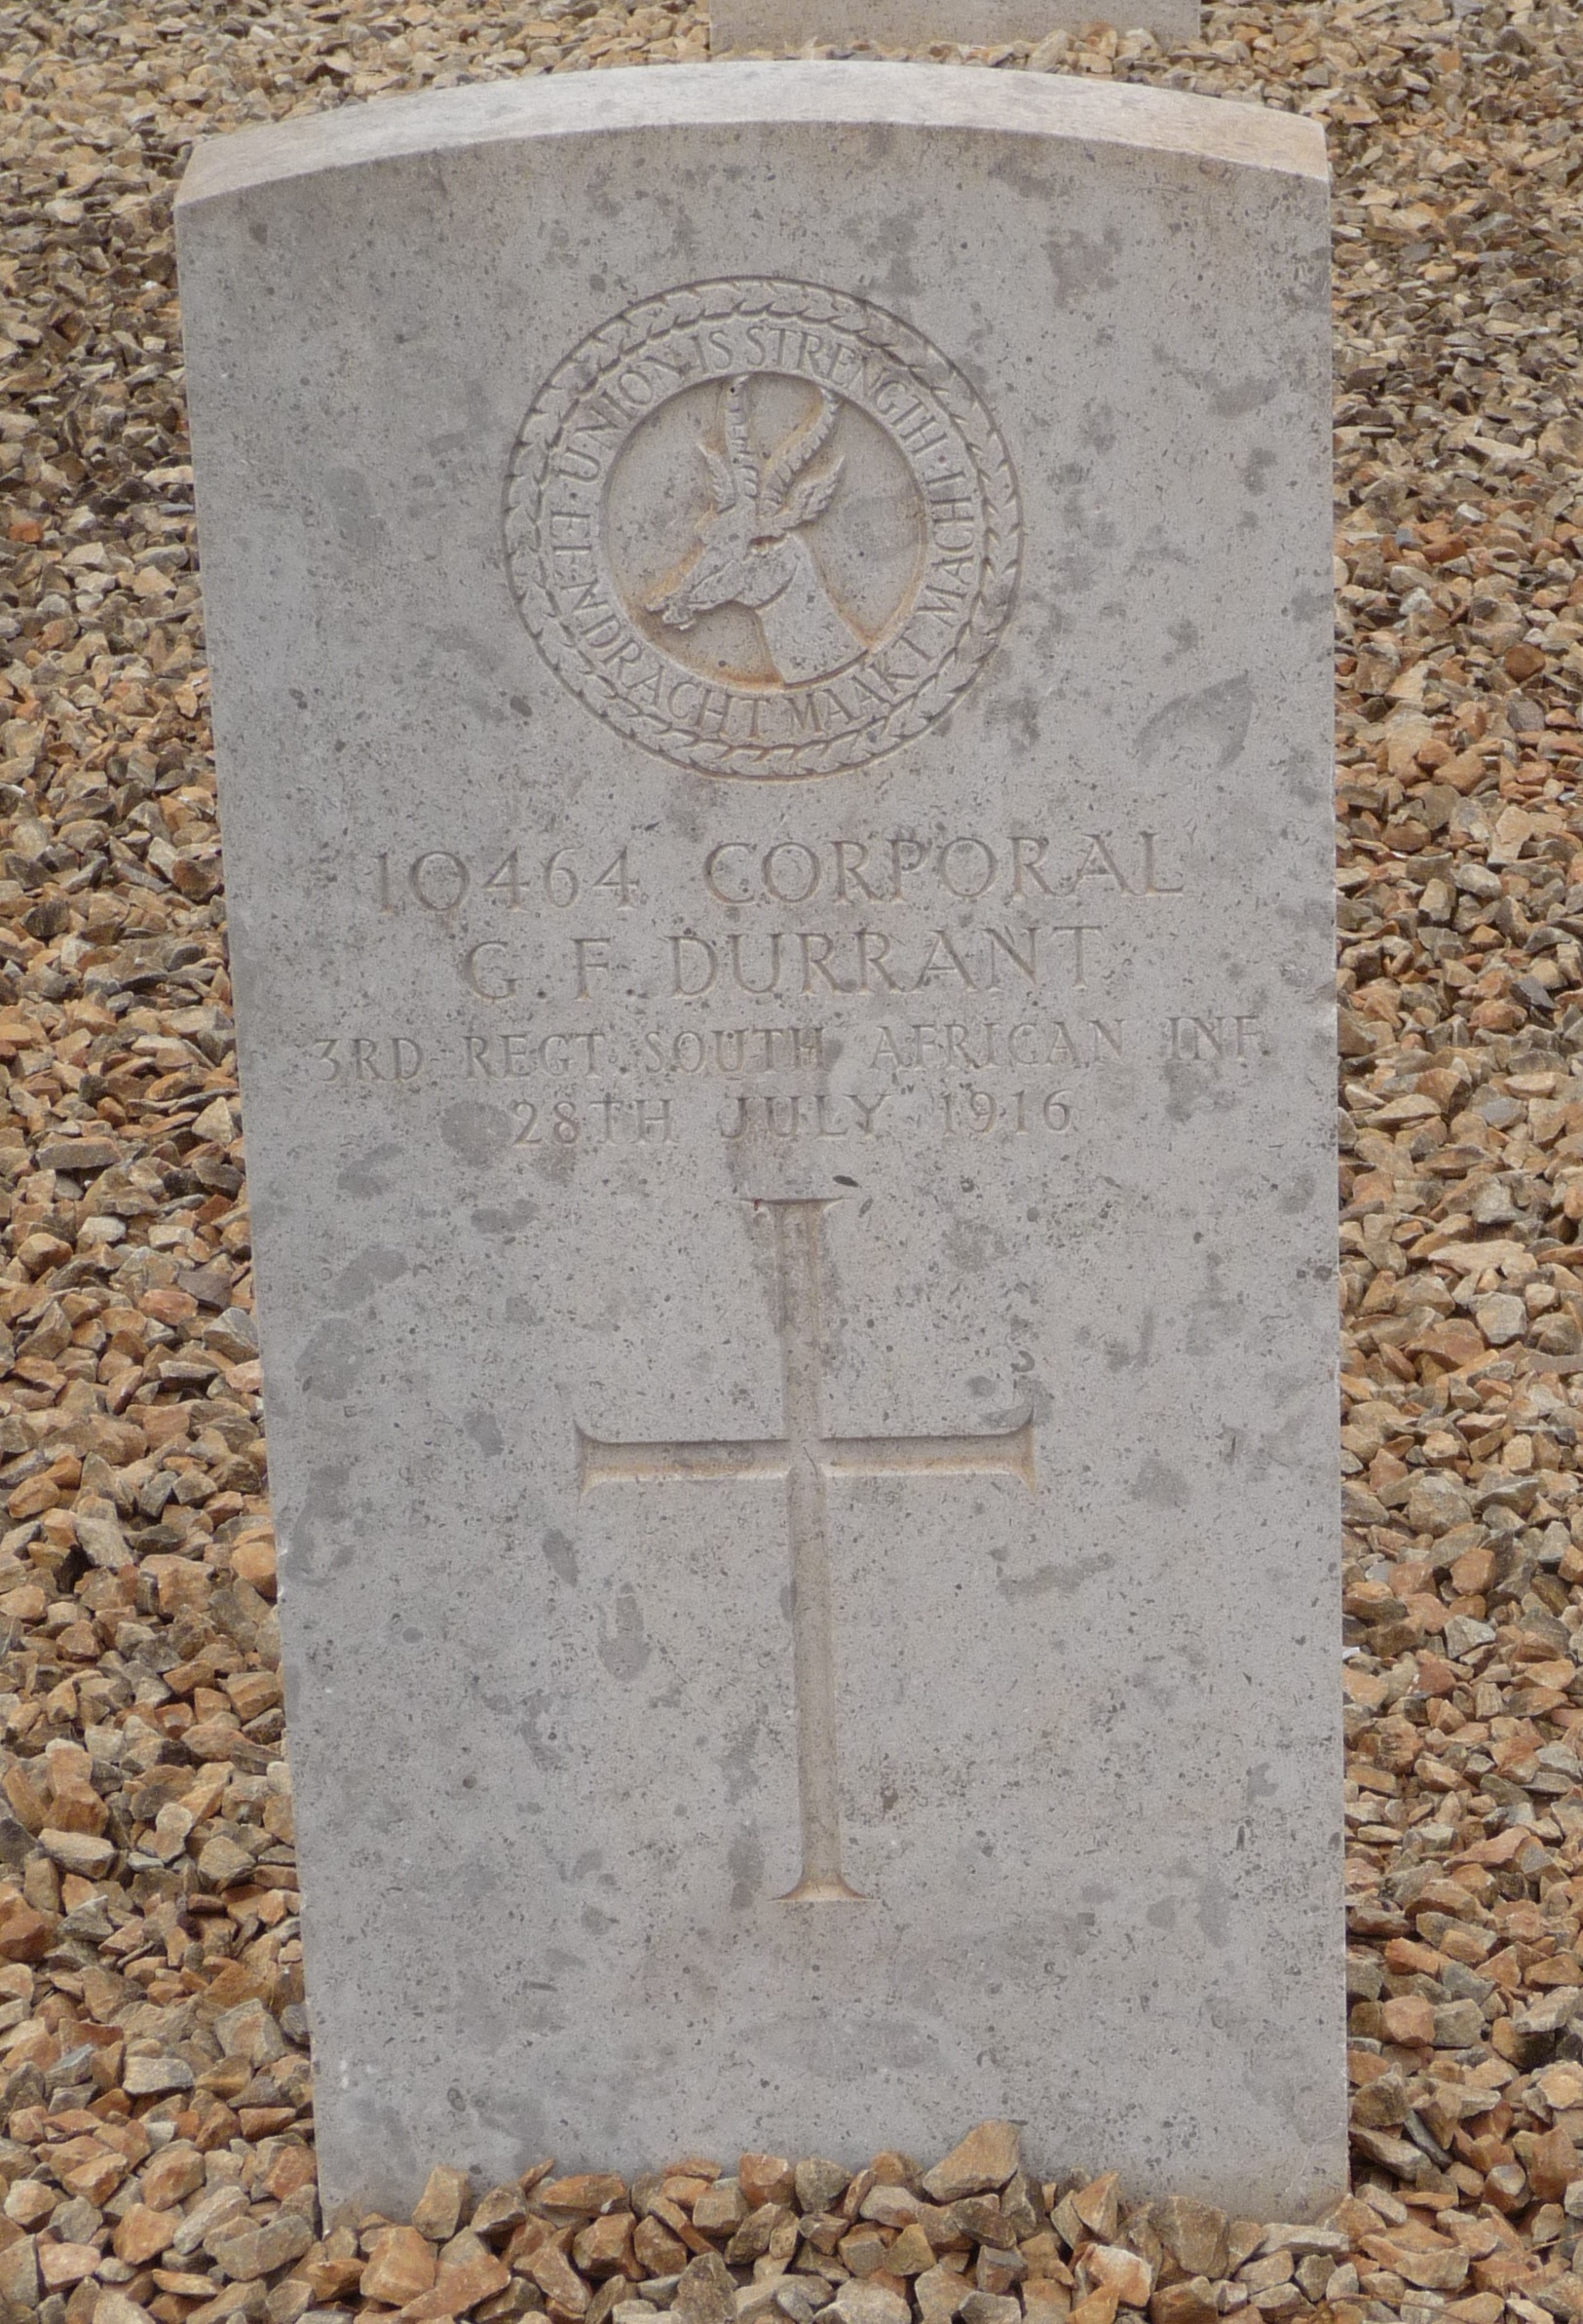 UNION·IS STRENGTH·
EENDRACHT MAAKT MACHT·
10464 CORPORAL
G. F. DURRANT
3RD REGT. SOUTH AFRICAN INF.
28TH JULY 1916